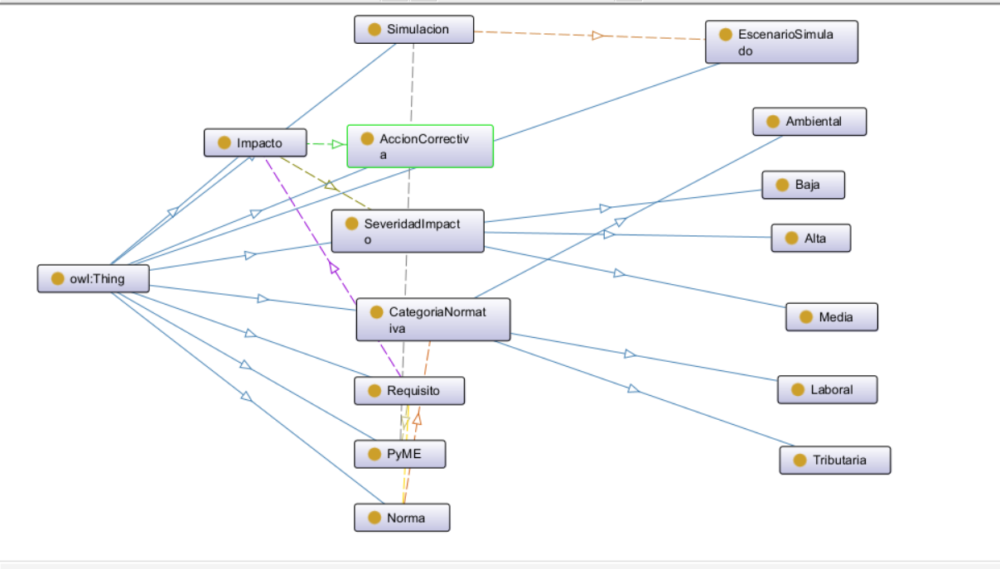 Simulacion
EscenarioSimula
do
Ambiental
Impacto
AccionCorrectiv
a
Baja
SeveridadImpact
o
Alta
owl:Thing
CategoriaNormat
iva
Media
Requisito
Laboral
PyME
Tributaria
Norma